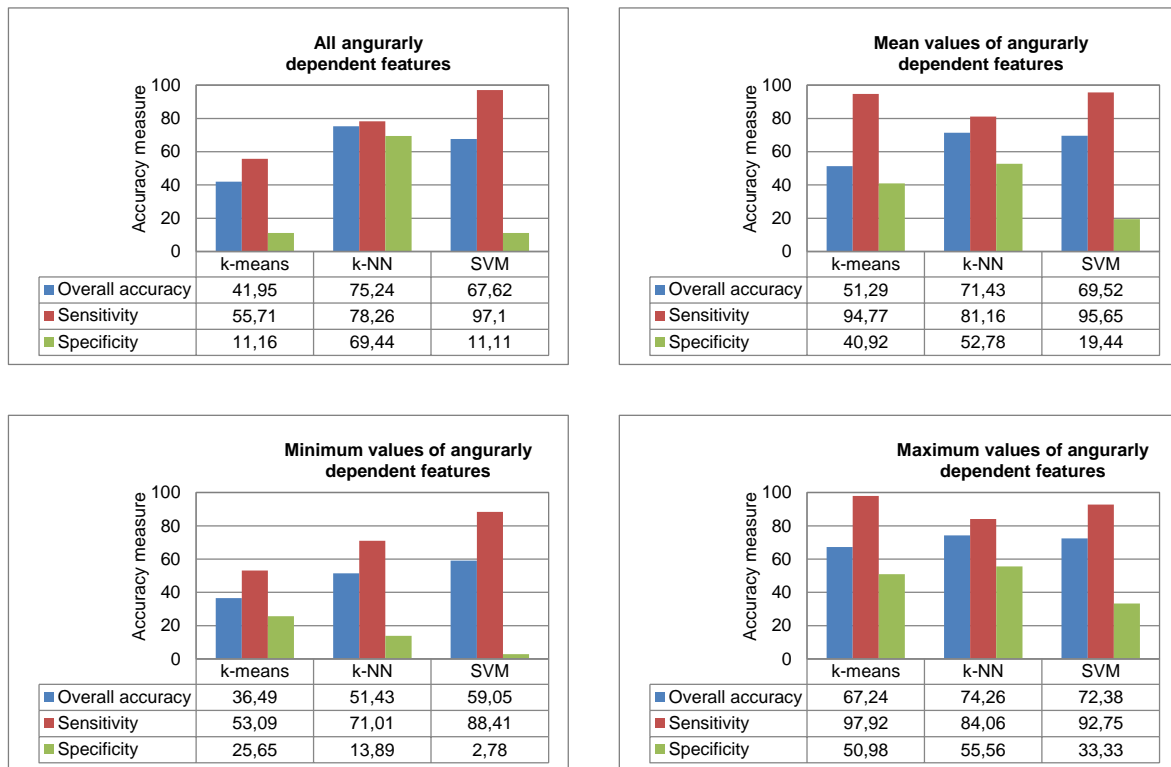 All angurarly
dependent features
Accuracy measure
100
80
60
40
20
0
k-means k-NN SVM
Overall accuracy 41,95 75,24 67,62
Sensitivity 55,71 78,26 97,1
Specificity 11,16 69,44 11,11
Mean values of angurarly
dependent features
Accuracy measure
100
80
60
40
20
0
k-means k-NN SVM
Overall accuracy 51,29 71,43 69,52
Sensitivity 94,77 81,16 95,65
Specificity 40,92 52,78 19,44
Minimum values of angurarly
dependent features
Accuracy measure
100
80
60
40
20
0
k-means k-NN SVM
Overall accuracy 36,49 51,43 59,05
Sensitivity 53,09 71,01 88,41
Specificity 25,65 13,89 2,78
Maximum values of angurarly
dependent features
Accuracy measure
100
80
60
40
20
0
k-means k-NN SVM
Overall accuracy 67,24 74,26 72,38
Sensitivity 97,92 84,06 92,75
Specificity 50,98 55,56 33,33